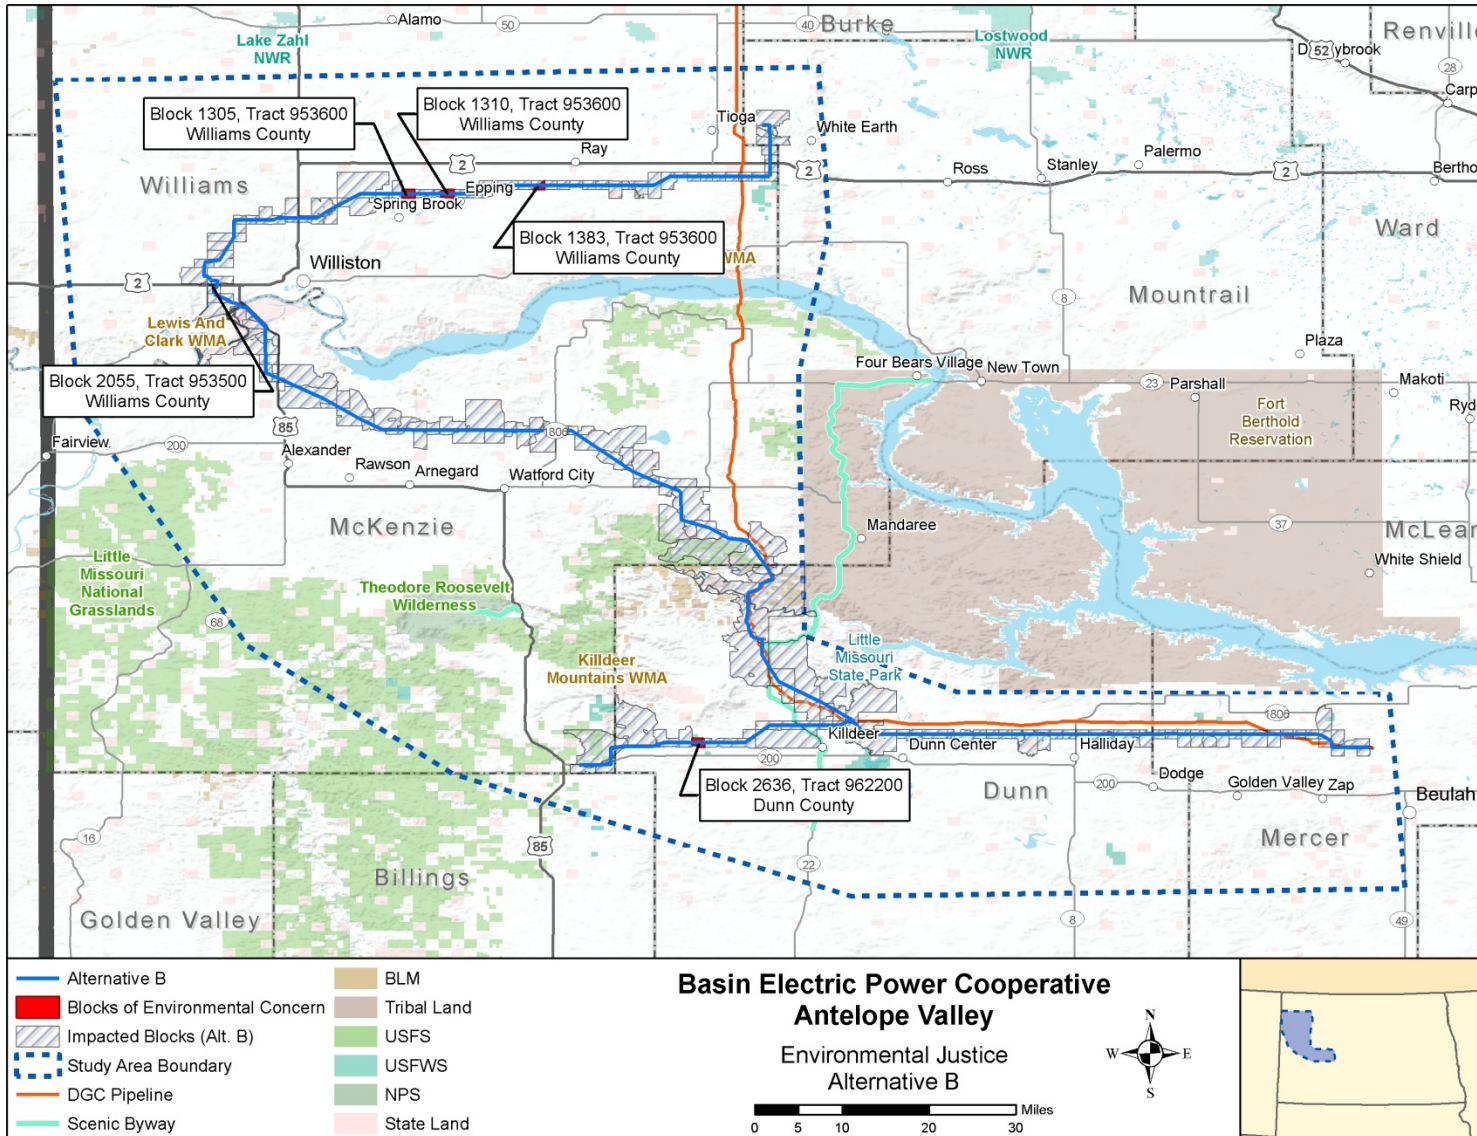 Alamo
50
40
Burke
Renville
Lake Zahl
NWR
Lostwood
NWR
52
28
Block 1305, Tract 953600
Williams County
Block 1310, Tract 953600
Williams County
Tioga
White Earth
2
Ray
2
Ross
Stanley
Palermo
2
Williams
Epping
Spring Brook
Block 1383, Tract 953600
Williams County
WMA
Ward
Williston
2
8
Mountrail
Lewis And
Clark WMA
Block 2055, Tract 953500
Williams County
Four Bears Village
New Town
23
Parshall
Plaza
Makoti
Fort
Berthold
Reservation
85
1806
Fairview
200
Alexander
Rawson
Arnegard
Watford City
McKenzie
Mandaree
37
White Shield
Little
Missouri
National
Grasslands
Theodore Roosevelt
Wilderness
68
Killdeer
Mountains WMA
Little
Missouri
State Park
1806
Killdeer
200
Dunn Center
Halliday
200
Dodge
Golden Valley
Zap
Beulah
Block 2636, Tract 962200
Dunn County
Dunn
Mercer
16
85
22
8
49
Billings
Golden Valley
Alternative B
Blocks of Environmental Concern
Impacted Blocks (Alt. B)
Study Area Boundary
DGC Pipeline
Scenic Byway
BLM
Tribal Land
USFS
USFWS
NPS
State Land
Basin Electric Power Cooperative
Antelope Valley
Environmental Justice
Alternative B
Miles
0 5 10 20 30
N
W E
S